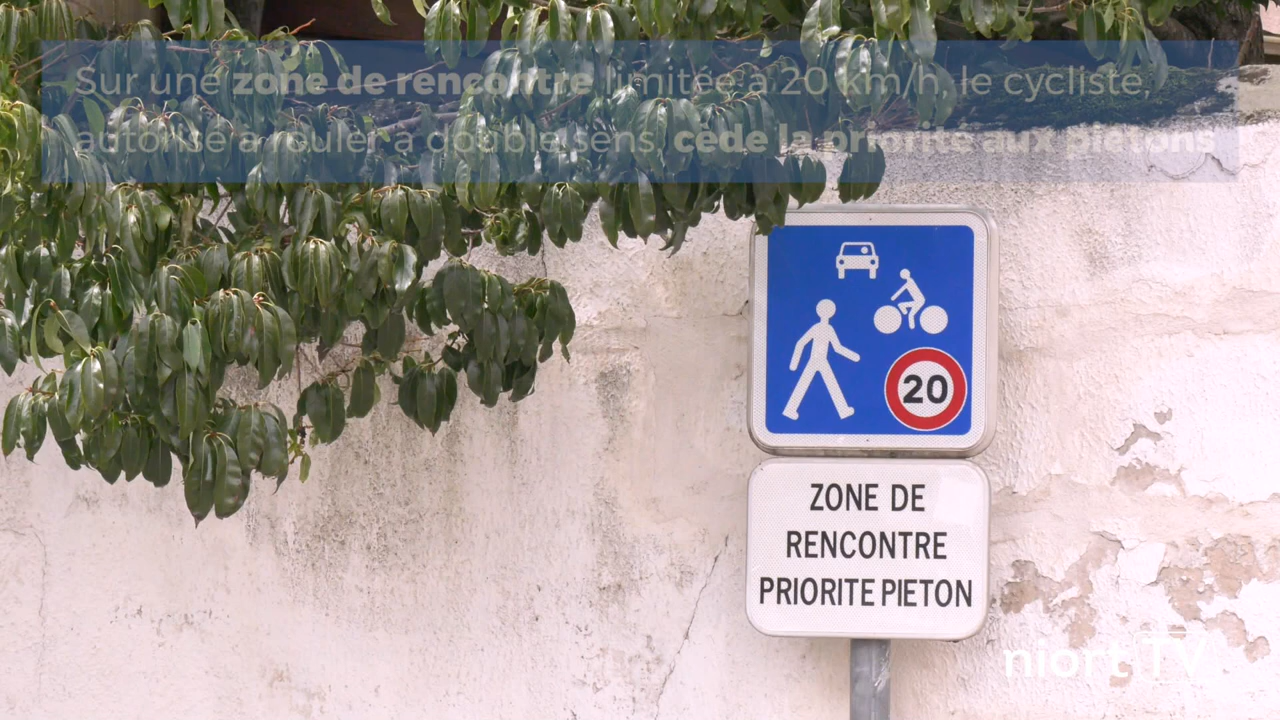 Sur une zone de rencontre limitée à 20 km/h, le cycliste,
autorisé à rouler à double sens, cède la priorité aux piétons
20
ZONE DE
RENCONTRE
PRIORITE PIETON
niort TV